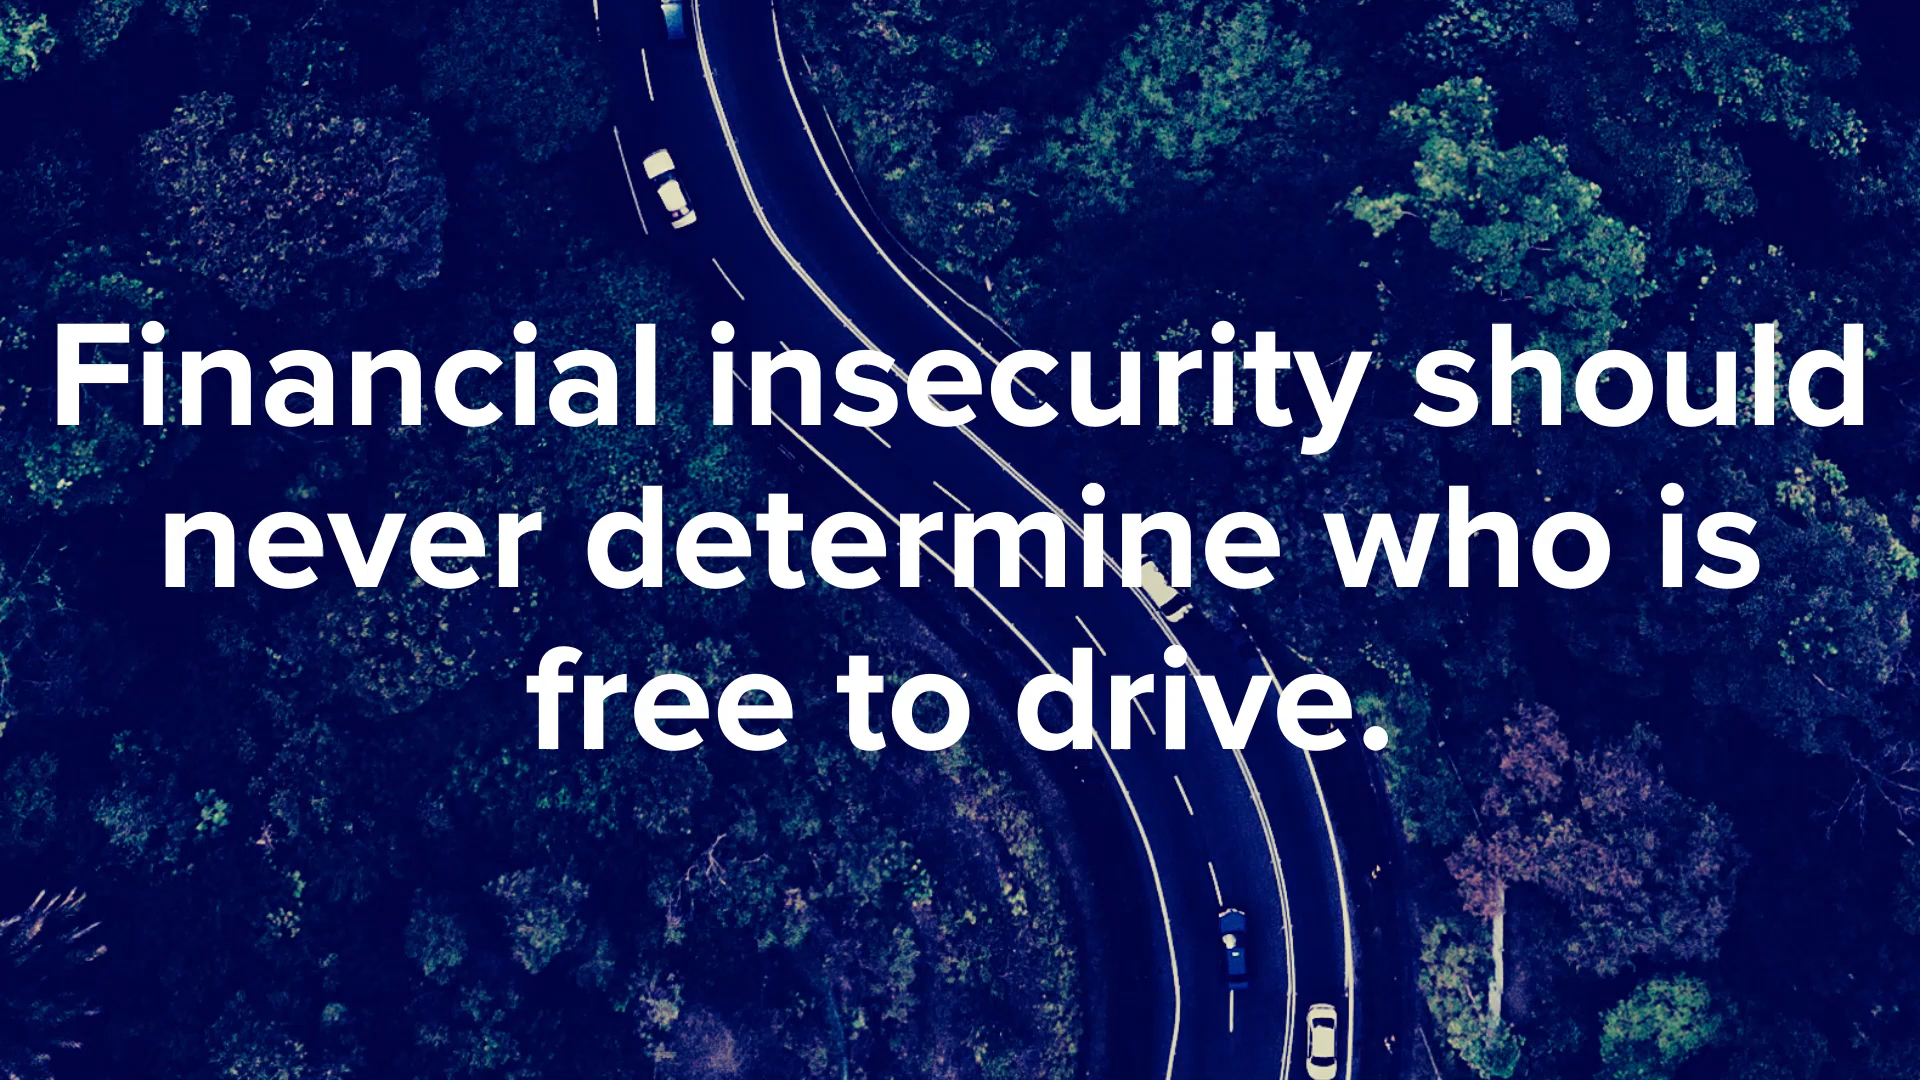 Financial insecurity should
never determine who is
free to drive.